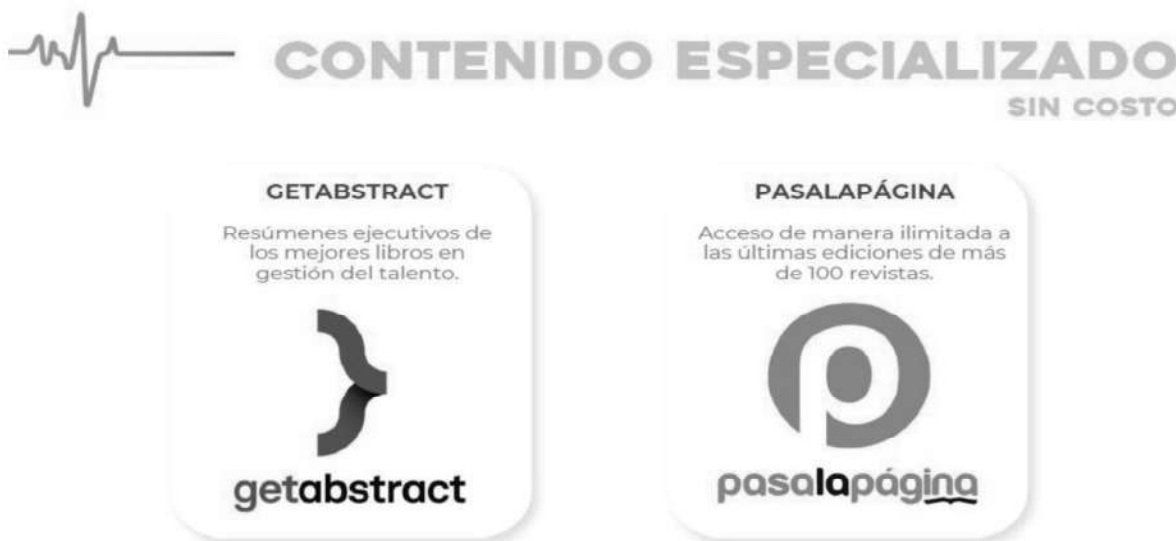 CONTENIDO ESPECIALIZADO
SIN COSTO
GETABSTRACT
Resúmenes ejecutivos de
los mejores libros en
gestión del talento.
getabstract
PASALAPÁGINA
Acceso de manera ilimitada a
las últimas ediciones de más
de 100 revistas.
pasalapágina